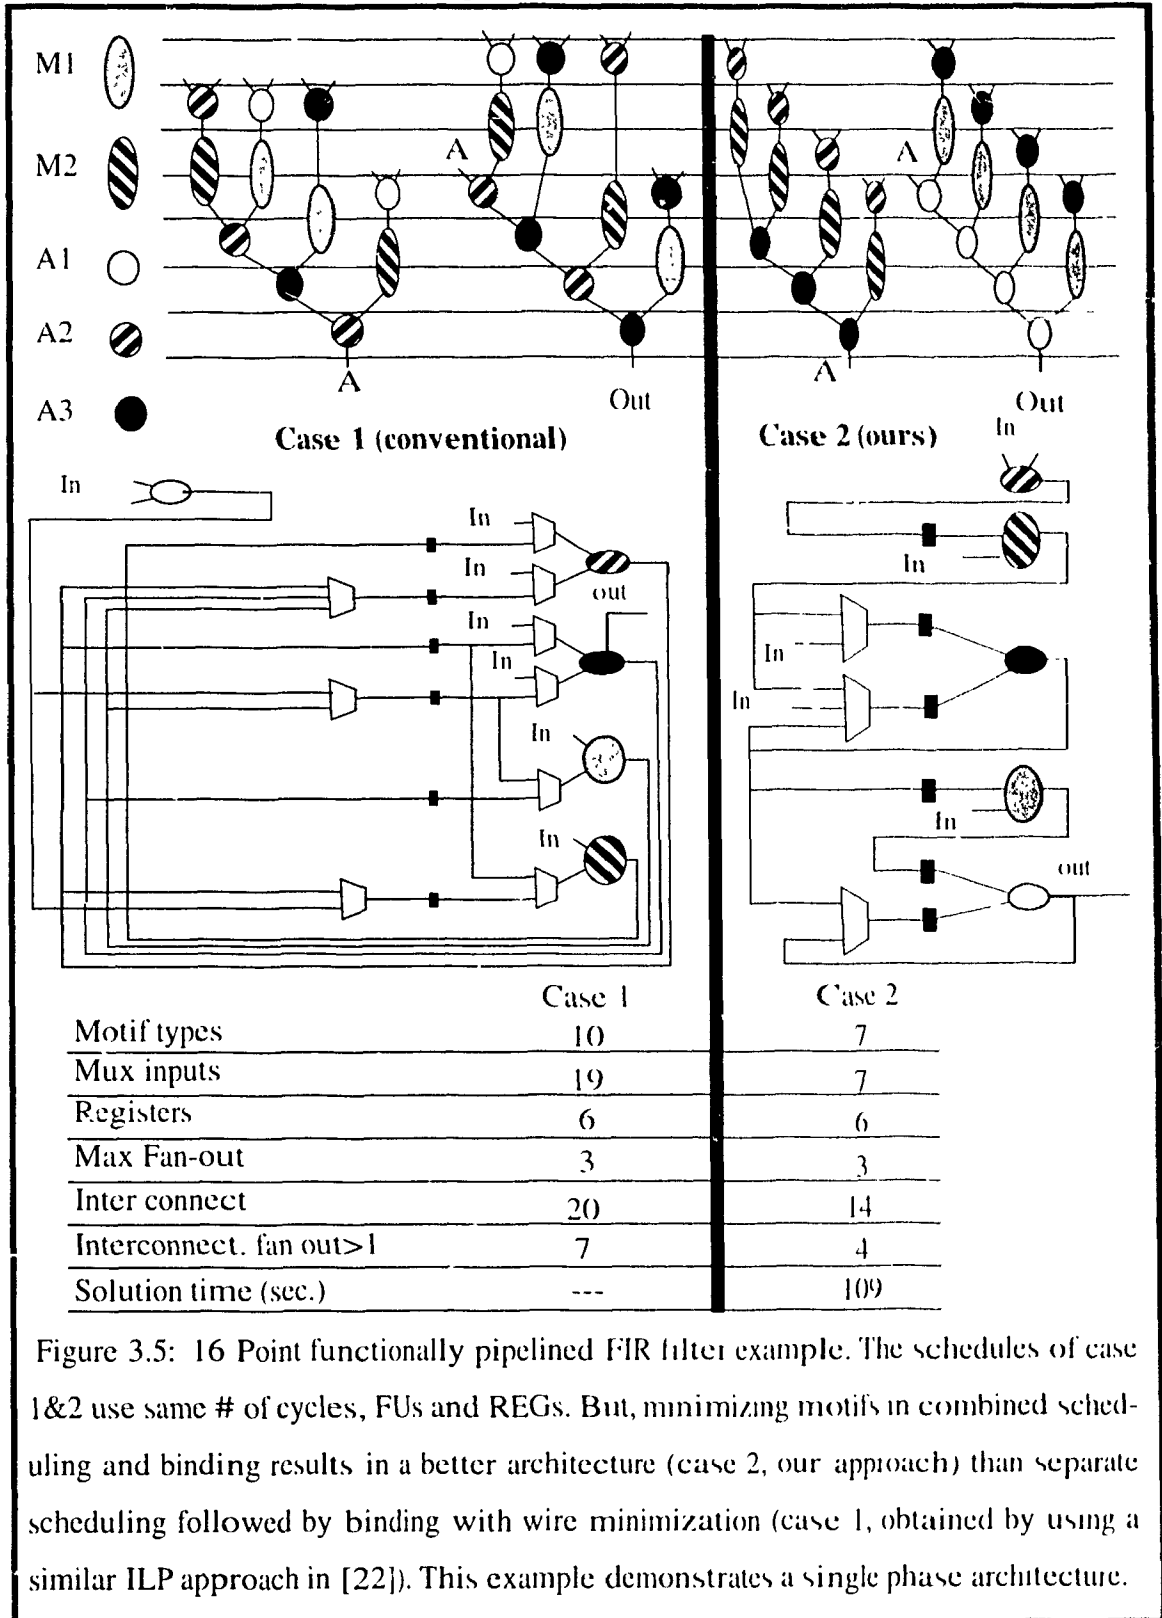 M1
M2
A
A
A1
A2
A3
A
Out
A
Out
Case 1 (conventional)
Case 2 (ours)
In
In
In
In
out
In
In
In
In
In
In
In
In
out
Case 1 Case 2
Motif types 10 7
Mux inputs 19 7
Registers 6 6
Max Fan-out 3 3
Inter connect 20 14
Interconnect. fan out>1 7 4
Solution time (sec.) --- 109
Figure 3.5: 16 Point functionally pipelined FIR filter example. The schedules of case
1&2 use same # of cycles, FUs and REGs. But, minimizing motifs in combined sched-
uling and binding results in a better architecture (case 2, our approach) than separate
scheduling followed by binding with wire minimization (case 1, obtained by using a
similar ILP approach in [22]). This example demonstrates a single phase architecture.